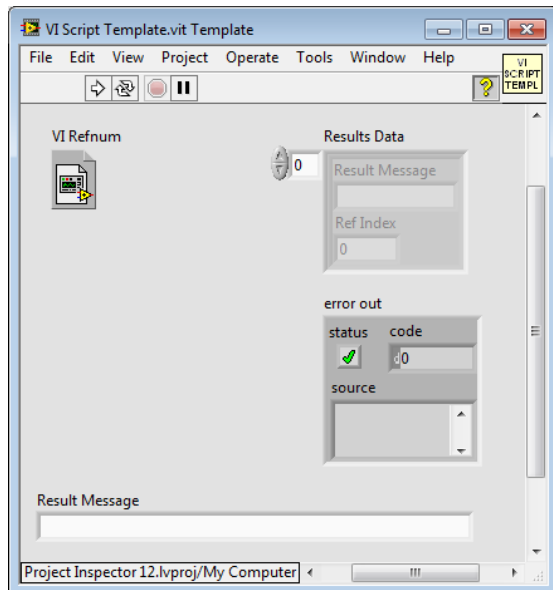 VI Script Template.vit Template
File Edit View Project Operate Tools Window Help
VI
SCRIPT
TEMPL
VI Refnum
Results Data
0
Result Message
Ref Index
0
error out
status code
d0
source
Result Message
Project Inspector 12.lvproj/My Computer